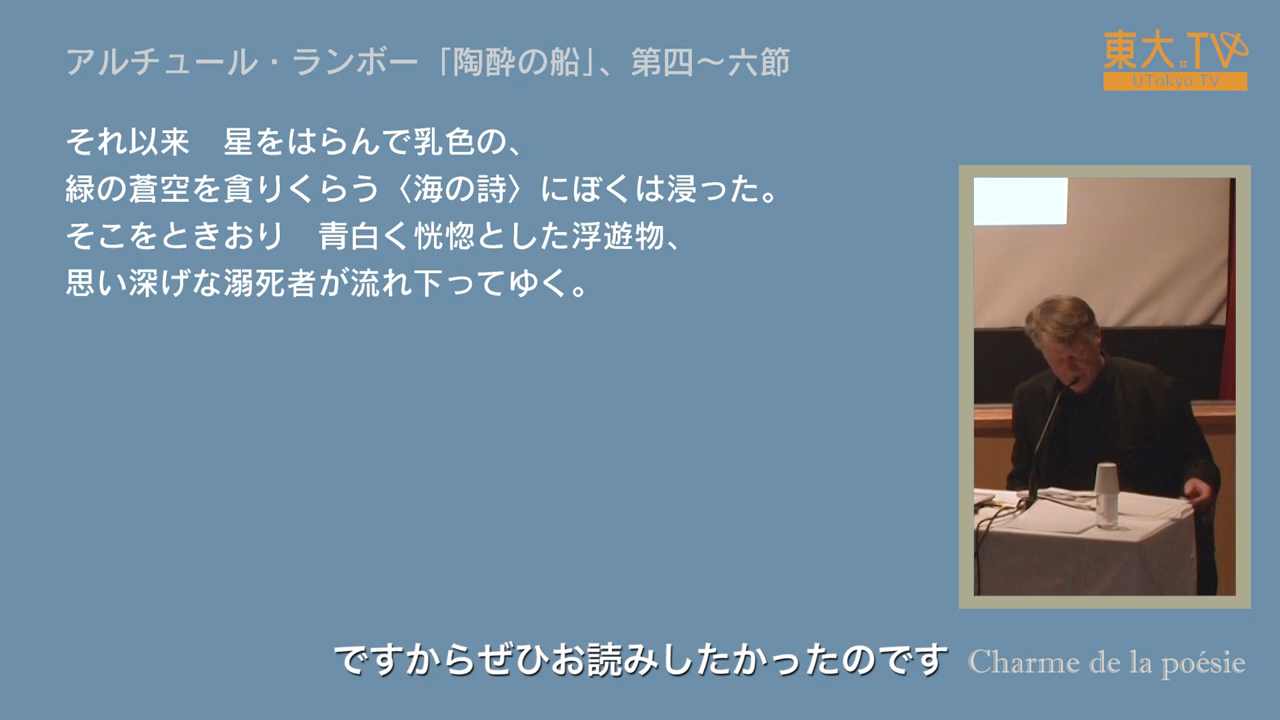 アルチュール・ランボー「陶酔の船」、第四〜六節
東大.TV
UTokyo.TV
それ以来　星をはらんで乳色の、
緑の蒼空を貪りくらう〈海の詩〉にぼくは浸った。
そこをときおり　青白く恍惚とした浮遊物、
思い深げな溺死者が流れ下ってゆく。
ですからぜひお読みしたかったのです
Charme de la poésie